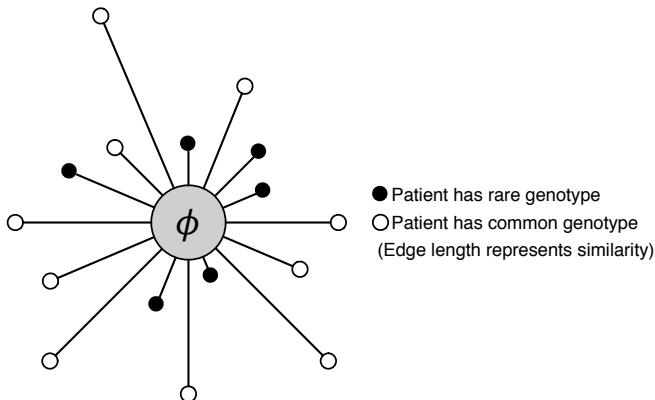 ϕ
Patient has rare genotype
Patient has common genotype
(Edge length represents similarity)